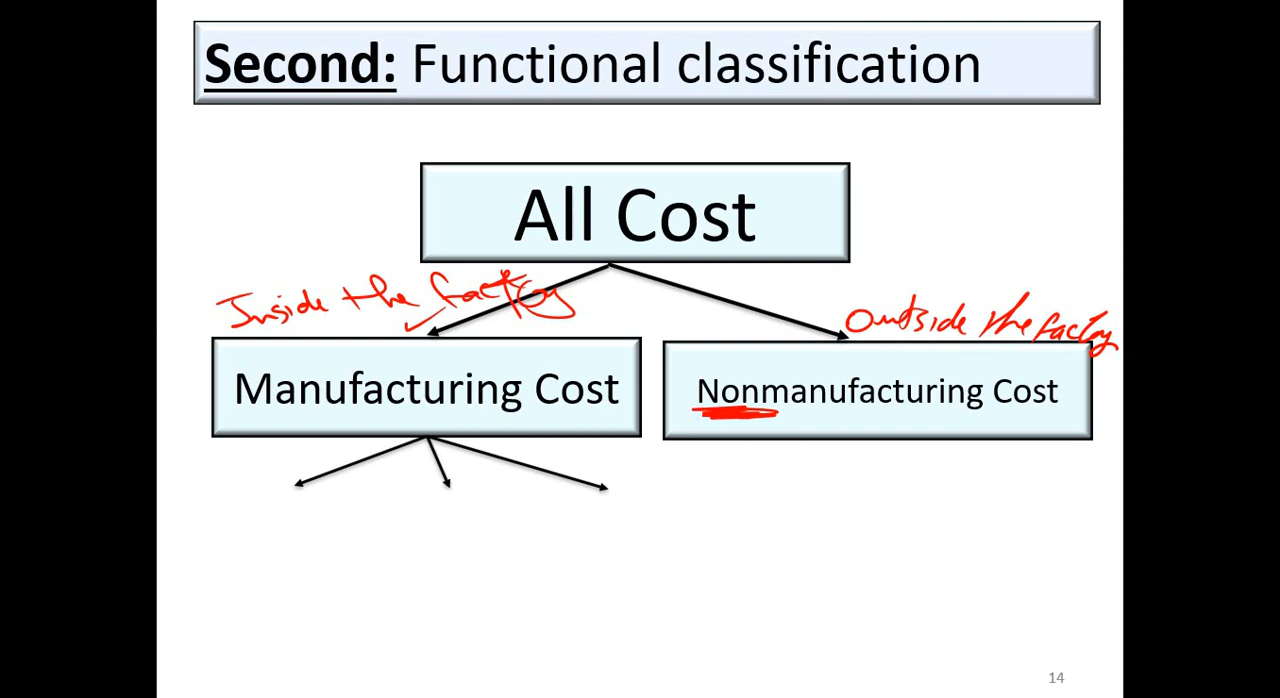 Second: Functional classification
All Cost
Inside the factory
Outside the factory
Manufacturing Cost
Nonmanufacturing Cost
14